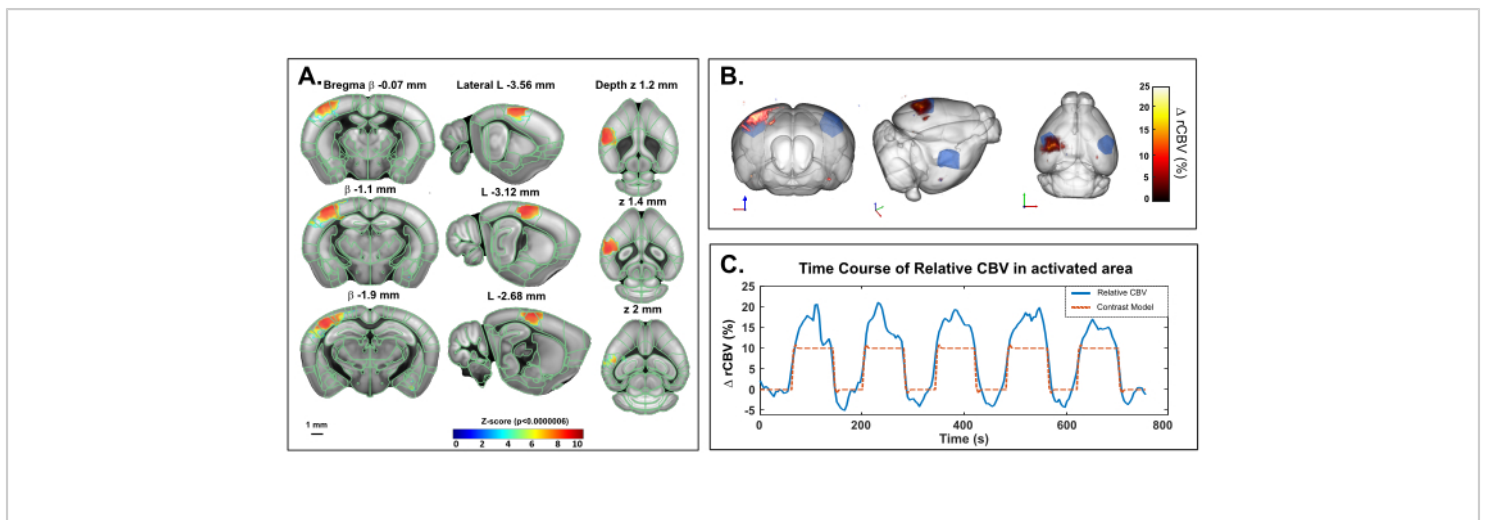 A.
Bregma β -0.07 mm
Lateral L -3.56 mm
Depth z 1.2 mm
β -1.1 mm
L -3.12 mm
z 1.4 mm
β -1.9 mm
L -2.68 mm
z 2 mm
1 mm
Z-score (p<0.0000006)
0 2 4 6 8 10
B.
25
20
15
10
5
0
Δ rCBV (%)
C.
Time Course of Relative CBV in activated area
Relative CBV
Contrast Model
Δ rCBV (%)
25
20
15
10
5
0
-5
0 200 400 600 800
Time (s)